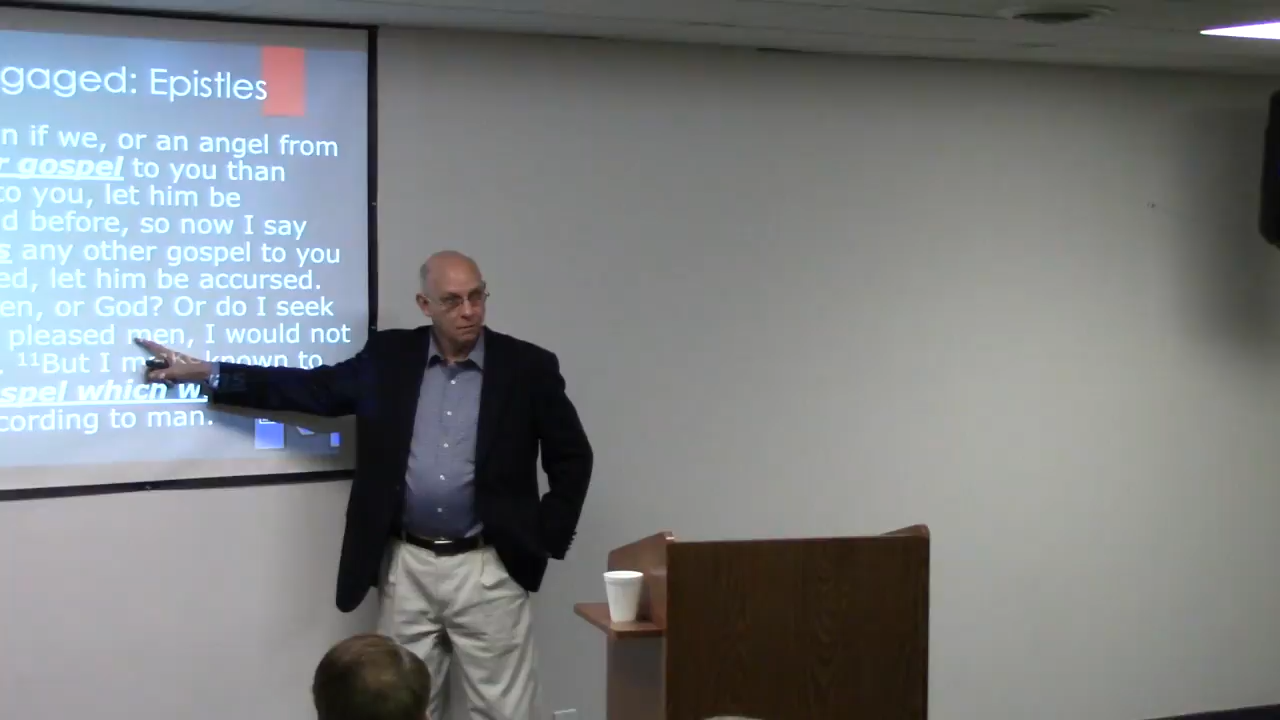 gaged: Epistles
n if we, or an angel from
r gospel to you than
to you, let him be
d before, so now I say
s any other gospel to you
ed, let him be accursed.
en, or God? Or do I seek
pleased men, I would not
. ¹¹But I make known to
spel which w
cording to man.